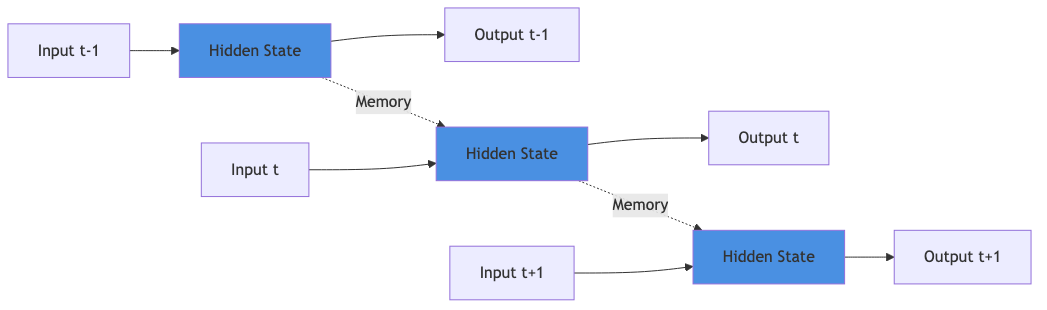 Input t-1
Hidden State
Output t-1
Memory
Input t
Hidden State
Output t
Memory
Input t+1
Hidden State
Output t+1